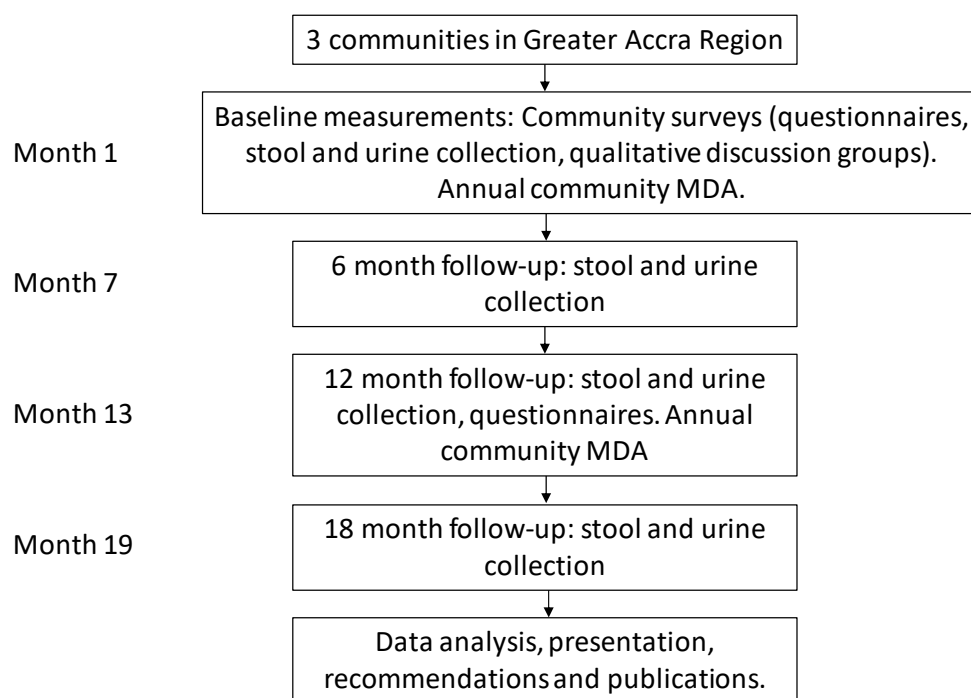 3 communities in Greater Accra Region
Month 1
Baseline measurements: Community surveys (questionnaires,
stool and urine collection, qualitative discussion groups).
Annual community MDA.
Month 7
6 month follow-up: stool and urine
collection
Month 13
12 month follow-up: stool and urine
collection, questionnaires. Annual
community MDA
Month 19
18 month follow-up: stool and urine
collection
Data analysis, presentation,
recommendations and publications.